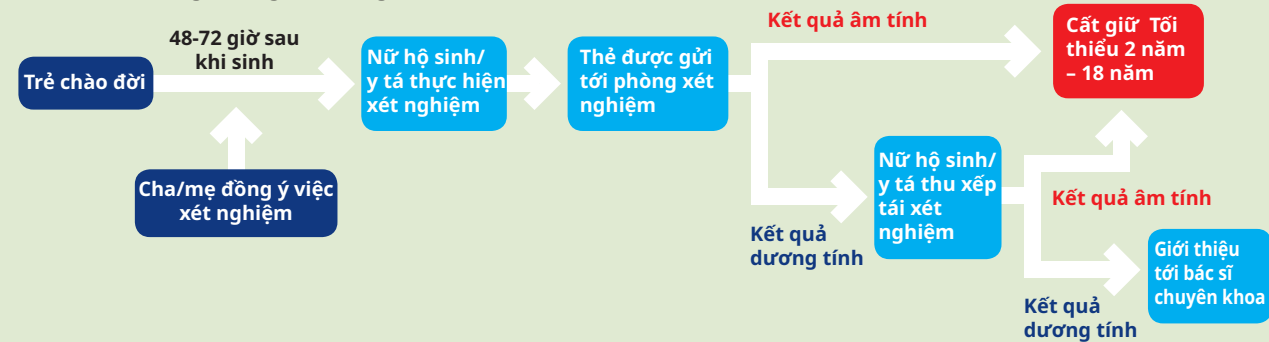 Trẻ chào đời
48-72 giờ sau
khi sinh
Cha/mẹ đồng ý việc
xét nghiệm
Nữ hộ sinh/
y tá thực hiện
xét nghiệm
Thẻ được gửi
tới phòng xét
nghiệm
Kết quả âm tính
Cất giữ Tối
thiểu 2 năm
– 18 năm
Kết quả
dương tính
Nữ hộ sinh/
y tá thu xếp
tái xét
nghiệm
Kết quả âm tính
Kết quả
dương tính
Giới thiệu
tới bác sĩ
chuyên khoa